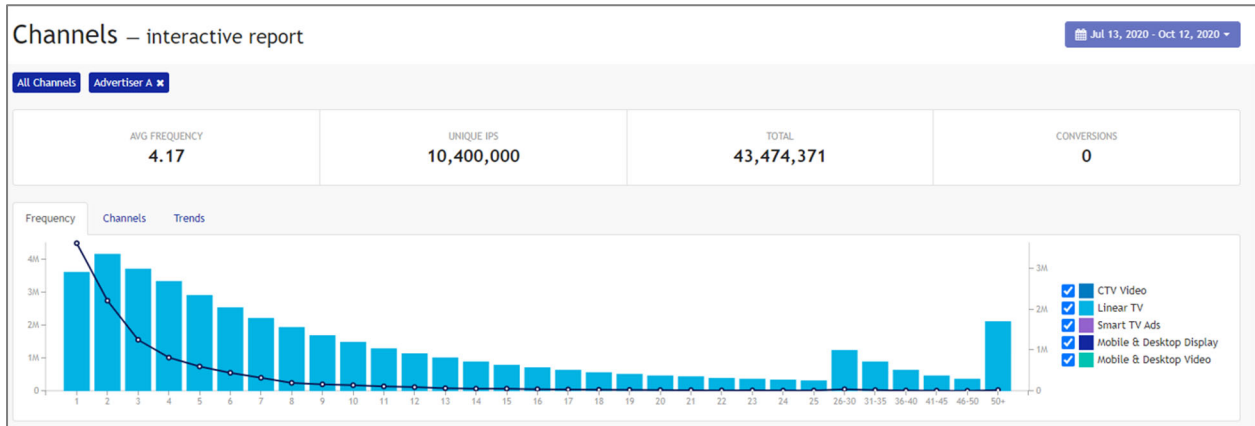 Channels — interactive report
Jul 13, 2020 - Oct 12, 2020
All Channels Advertiser A ×
AVG FREQUENCY
4.17
UNIQUE IPS
10,400,000
TOTAL
43,474,371
CONVERSIONS
0
Frequency Channels Trends
4M
3M
2M
1M
0
3M
2M
1M
0
1 2 3 4 5 6 7 8 9 10 11 12 13 14 15 16 17 18 19 20 21 22 23 24 25 26-30 31-35 36-40 41-45 46-50 50+
CTV Video
Linear TV
Smart TV Ads
Mobile & Desktop Display
Mobile & Desktop Video